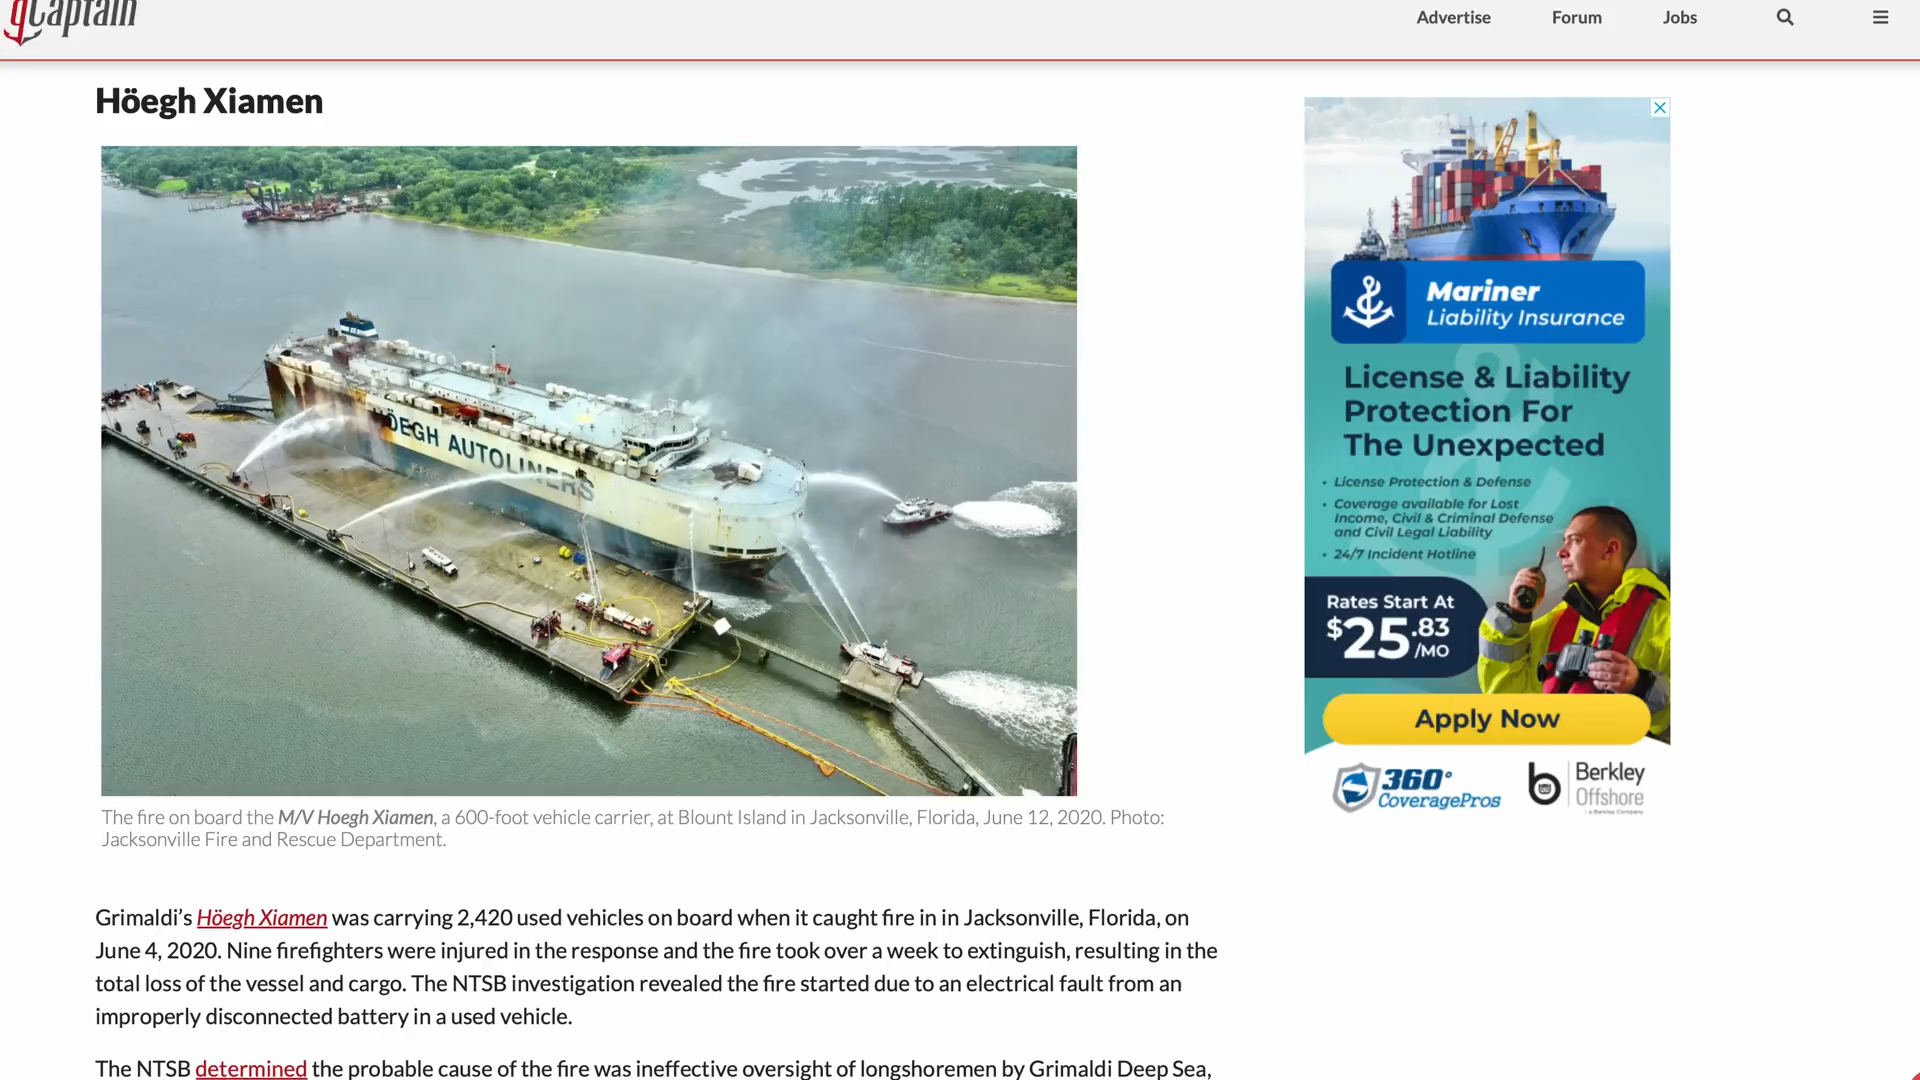 gCaptain
Advertise
Forum
Jobs
Höegh Xiamen
ÖEGH AUTOLINERS
The fire on board the M/V Hoegh Xiamen, a 600-foot vehicle carrier, at Blount Island in Jacksonville, Florida, June 12, 2020. Photo:
Jacksonville Fire and Rescue Department.
Grimaldi’s Höegh Xiamen was carrying 2,420 used vehicles on board when it caught fire in in Jacksonville, Florida, on
June 4, 2020. Nine firefighters were injured in the response and the fire took over a week to extinguish, resulting in the
total loss of the vessel and cargo. The NTSB investigation revealed the fire started due to an electrical fault from an
improperly disconnected battery in a used vehicle.
The NTSB determined the probable cause of the fire was ineffective oversight of longshoremen by Grimaldi Deep Sea,
Mariner
Liability Insurance
License & Liability
Protection For
The Unexpected
• License Protection & Defense
• Coverage available for Lost
Income, Civil & Criminal Defense
and Civil Legal Liability
• 24/7 Incident Hotline
Rates Start At
$25.83
/MO
Apply Now
360°
CoveragePros
b
Berkley
Offshore
a Berkley Company